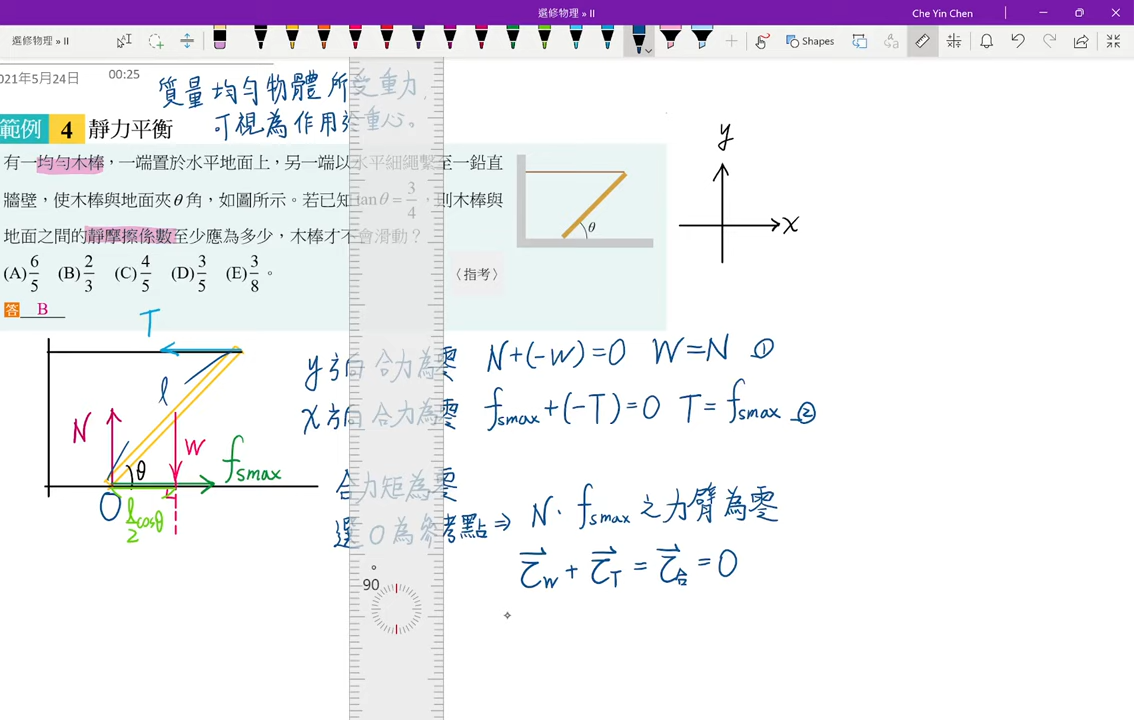 選修物理 » II
Che Yin Chen
選修物理 » II
Shapes
021年5月24日
00:25
質量均勻物體所受重力,
可視為作用於重心。
範例 4 靜力平衡
有一均勻木棒，一端置於水平地面上，另一端以水平細繩繫至一鉛直
牆壁，使木棒與地面夾θ角，如圖所示。若已知tanθ = 3/4，則木棒與
地面之間的靜摩擦係數至少應為多少，木棒才不會滑動？
(A) 6/5 (B) 2/3 (C) 4/5 (D) 3/5 (E) 3/8 。
〈指考〉
答 B
θ
y
x
T
l
N
W
θ
fsmax
O
l/2 cosθ
y方向合力為零 N+(-W)=0 W=N ①
x方向合力為零 fsmax+(-T)=0 T=fsmax ②
合力矩為零
選O為參考點⇒ N、fsmax之力臂為零
τW + τT = τ合 = 0
90°